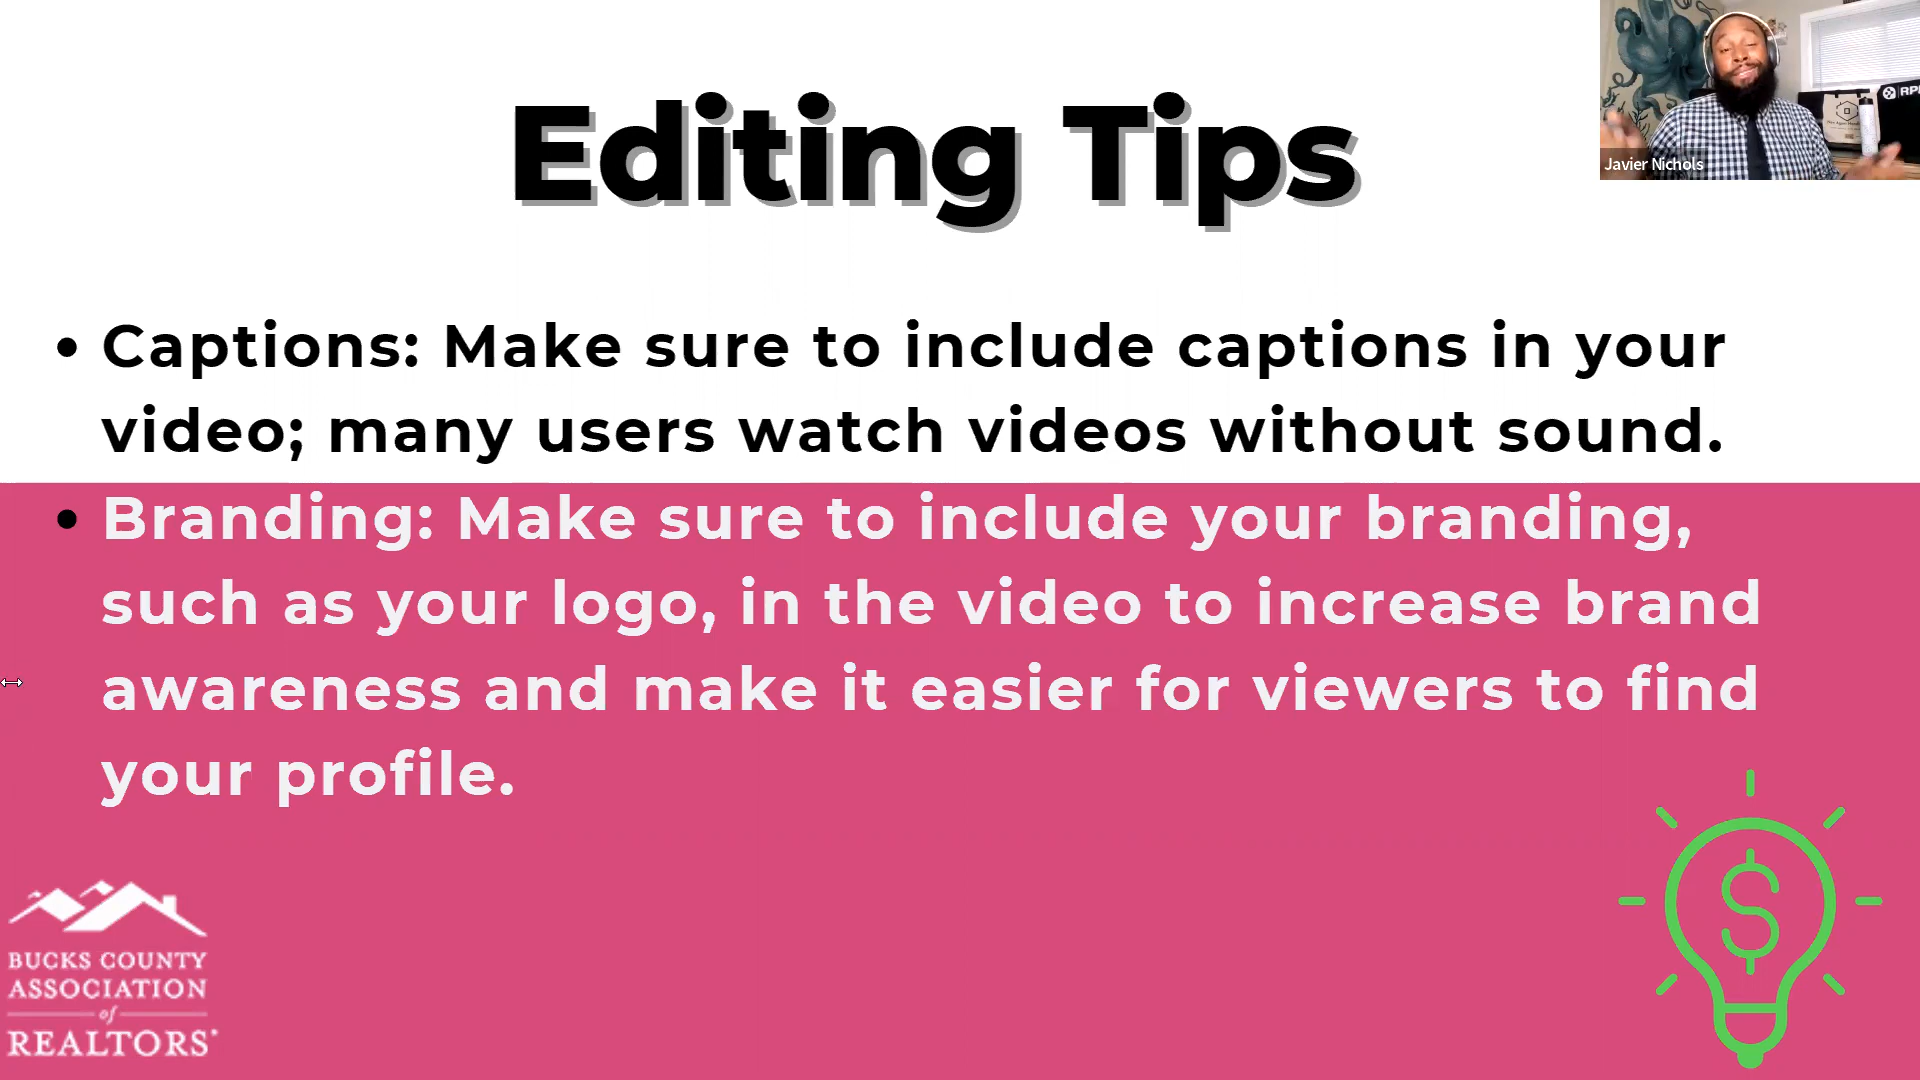 Editing Tips
• Captions: Make sure to include captions in your
video; many users watch videos without sound.
• Branding: Make sure to include your branding,
such as your logo, in the video to increase brand
awareness and make it easier for viewers to find
your profile.
Javier Nichols
RP
BUCKS COUNTY
ASSOCIATION
of
REALTORS®
$